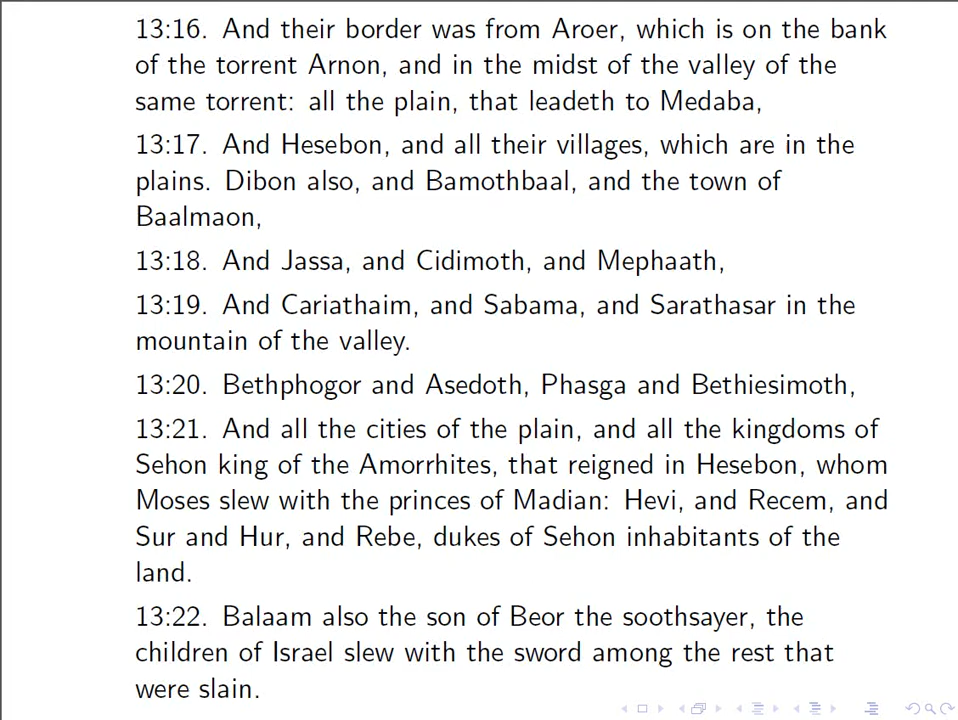 13:16. And their border was from Aroer, which is on the bank
of the torrent Arnon, and in the midst of the valley of the
same torrent: all the plain, that leadeth to Medaba,
13:17. And Hesebon, and all their villages, which are in the
plains. Dibon also, and Bamothbaal, and the town of
Baalmaon,
13:18. And Jassa, and Cidimoth, and Mephaath,
13:19. And Cariathaim, and Sabama, and Sarathasar in the
mountain of the valley.
13:20. Bethphogor and Asedoth, Phasga and Bethiesimoth,
13:21. And all the cities of the plain, and all the kingdoms of
Sehon king of the Amorrhites, that reigned in Hesebon, whom
Moses slew with the princes of Madian: Hevi, and Recem, and
Sur and Hur, and Rebe, dukes of Sehon inhabitants of the
land.
13:22. Balaam also the son of Beor the soothsayer, the
children of Israel slew with the sword among the rest that
were slain.